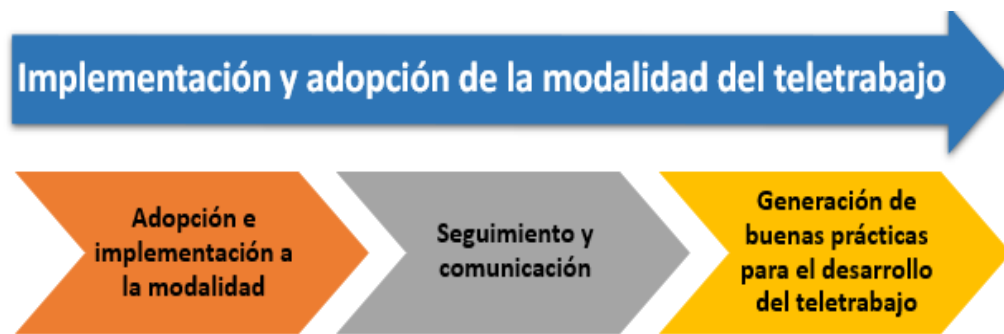 Implementación y adopción de la modalidad del teletrabajo
Adopción e
implementación a
la modalidad
Seguimiento y
comunicación
Generación de
buenas prácticas
para el desarrollo
del teletrabajo